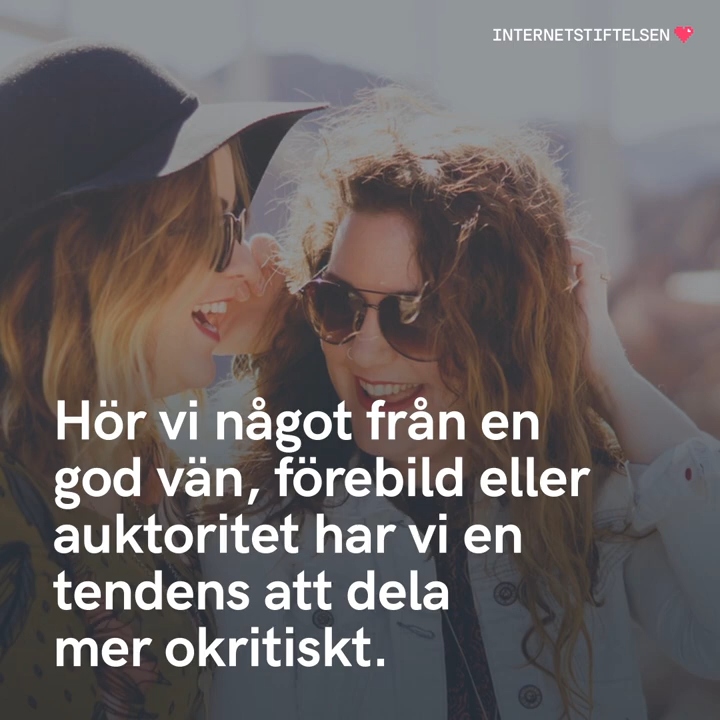 INTERNETSTIFTELSEN
Hör vi något från en
god vän, förebild eller
auktoritet har vi en
tendens att dela
mer okritiskt.